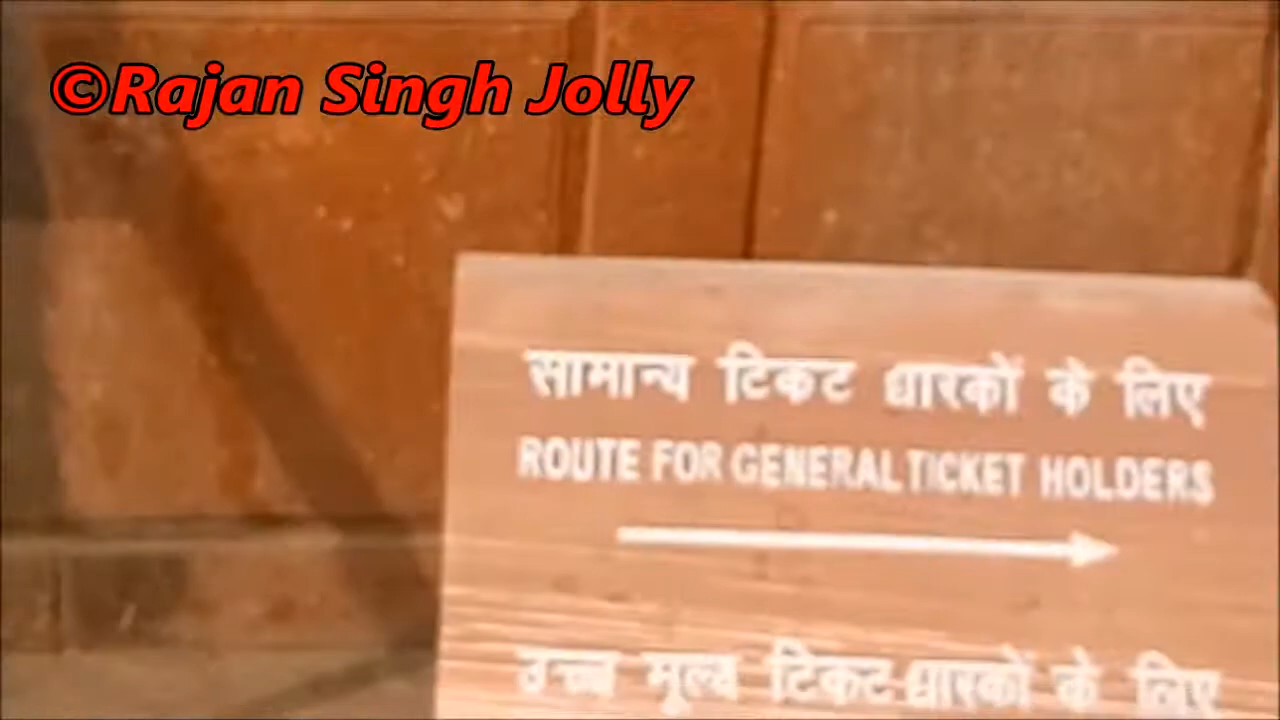 ©Rajan Singh Jolly
सामान्य टिकट धारकों के लिए
ROUTE FOR GENERAL TICKET HOLDERS
उच्च मूल्य टिकट धारकों के लिए